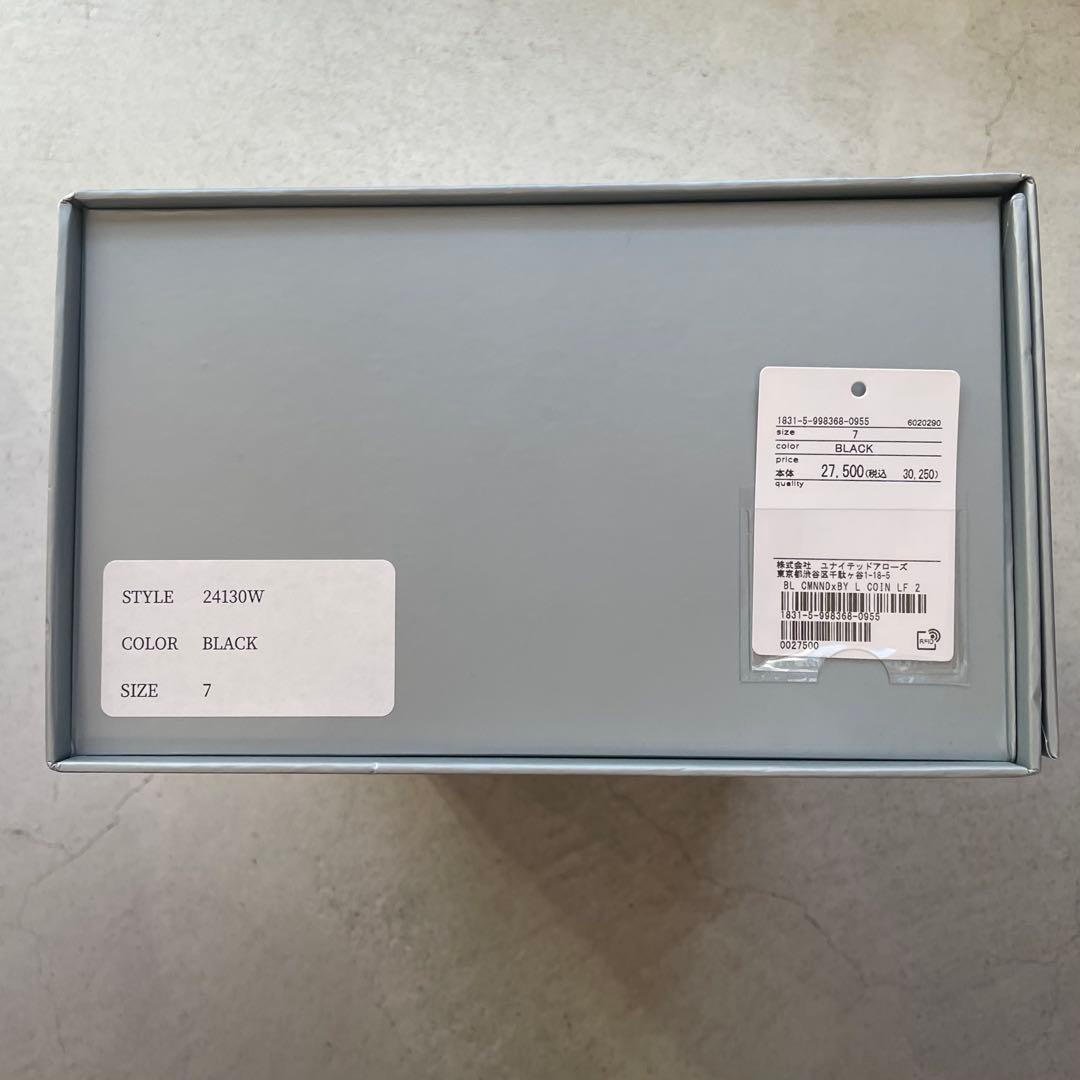 1831-5-998368-0955 6020290
size 7
color BLACK
price
本体 27,500(税込 30,250)
quality
株式会社 ユナイテッドアローズ
東京都渋谷区千駄ヶ谷1-18-5
BL CMNNDxBY L COIN LF 2
1831-5-998368-0955
0027500
RFID
STYLE 24130W
COLOR BLACK
SIZE 7